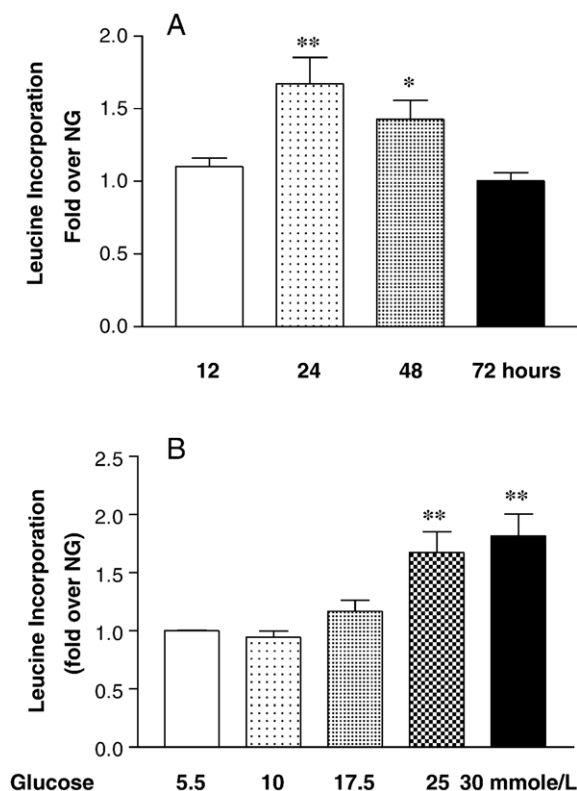 A
Leucine Incorporation
Fold over NG
2.0
1.5
1.0
0.5
0.0
**
*
12 24 48 72 hours
B
Leucine Incorporation
(fold over NG)
2.5
2.0
1.5
1.0
0.5
0.0
**
**
Glucose 5.5 10 17.5 25 30 mmole/L